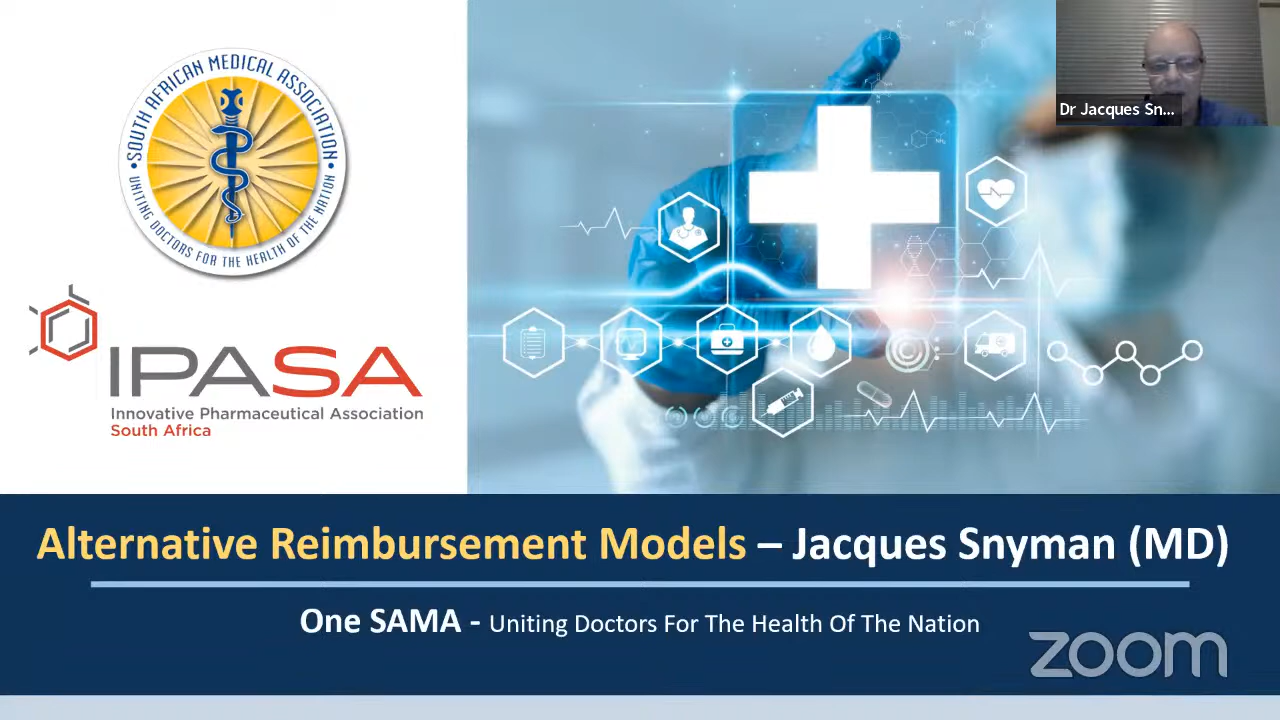 SOUTH AFRICAN MEDICAL ASSOCIATION
• UNITING DOCTORS FOR THE HEALTH OF THE NATION •
IPASA
Innovative Pharmaceutical Association
South Africa
Dr Jacques Sn...
Alternative Reimbursement Models – Jacques Snyman (MD)
One SAMA - Uniting Doctors For The Health Of The Nation
zoom